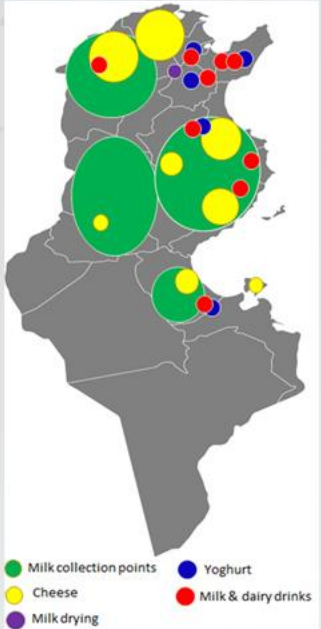 Milk collection points
Yoghurt
Cheese
Milk & dairy drinks
Milk drying